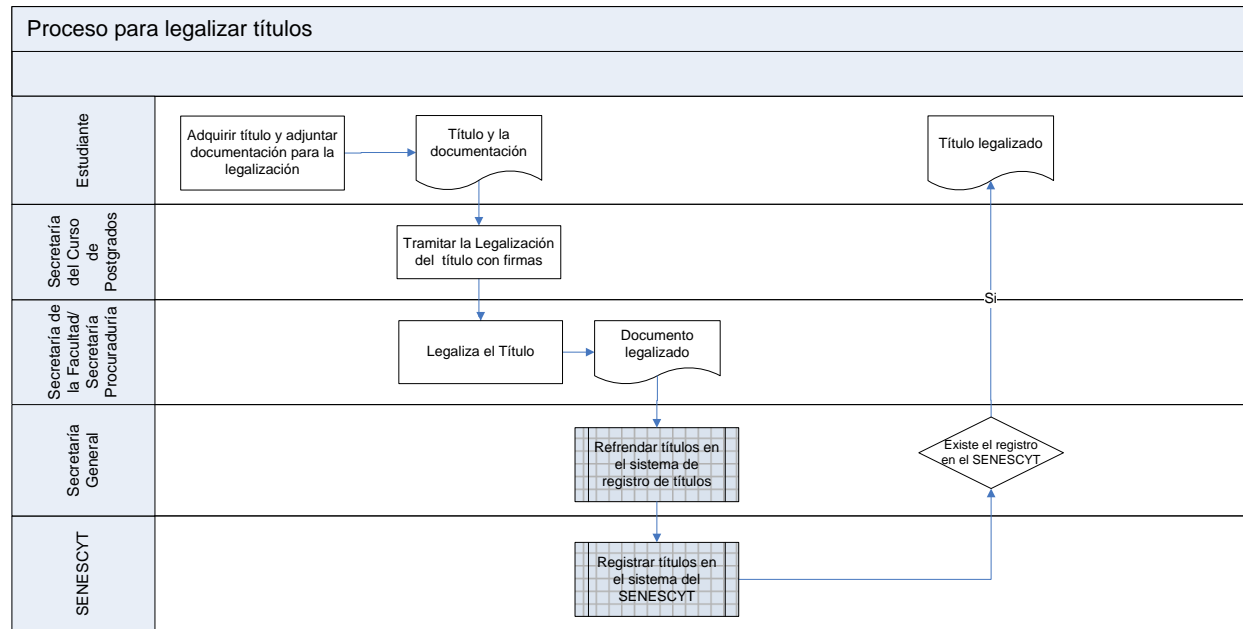 Proceso para legalizar títulos
Estudiante
Adquirir título y adjuntar
documentación para la
legalización
Título y la
documentación
Título legalizado
Secretaría
del Curso
de
Postgrados
Tramitar la Legalización
del título con firmas
Si
Secretaría de
la Facultad/
Secretaría
Procuraduría
Legaliza el Título
Documento
legalizado
Secretaría
General
Refrendar títulos en
el sistema de
registro de títulos
Existe el registro
en el SENESCYT
SENESCYT
Registrar títulos en
el sistema del
SENESCYT